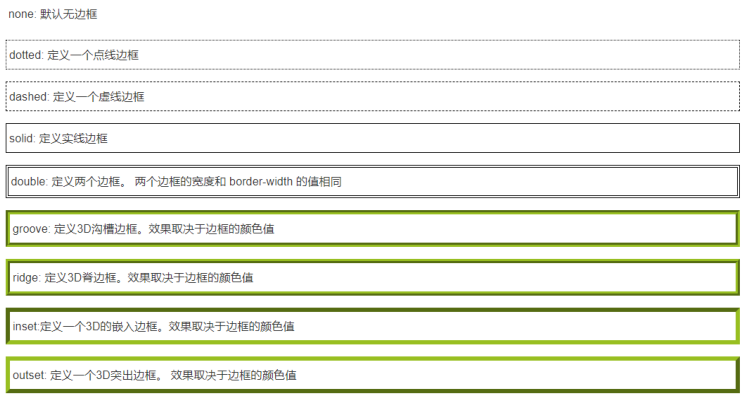 none: 默认无边框
dotted: 定义一个点线边框
dashed: 定义一个虚线边框
solid: 定义实线边框
double: 定义两个边框。 两个边框的宽度和 border-width 的值相同
groove: 定义3D沟槽边框。效果取决于边框的颜色值
ridge: 定义3D脊边框。效果取决于边框的颜色值
inset:定义一个3D的嵌入边框。效果取决于边框的颜色值
outset: 定义一个3D突出边框。 效果取决于边框的颜色值